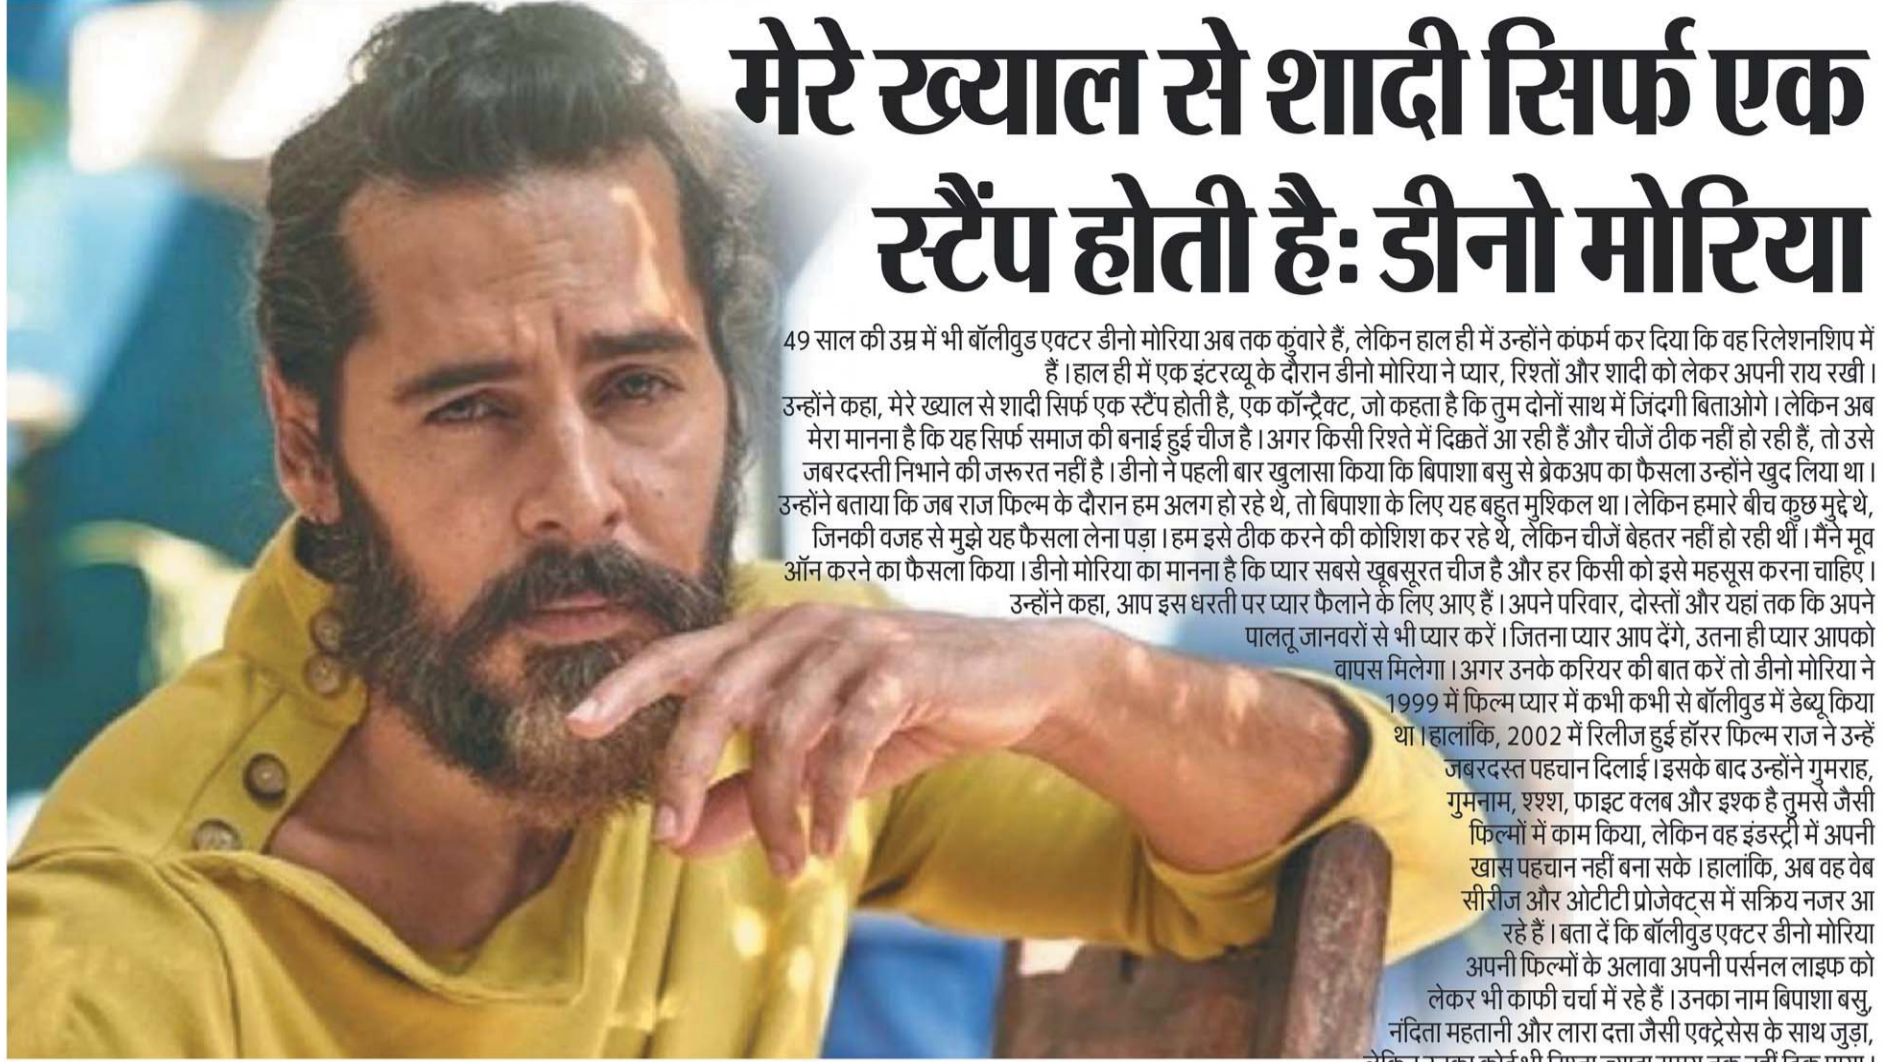 मेरे ख्याल से शादी सिर्फ एक
स्टैंप होती हैः डीनो मोरिया
49 साल की उम्र में भी बॉलीवुड एक्टर डीनो मोरिया अब तक कुंवारे हैं, लेकिन हाल ही में उन्होंने कंफर्म कर दिया कि वह रिलेशनशिप में
हैं। हाल ही में एक इंटरव्यू के दौरान डीनो मोरिया ने प्यार, रिश्तों और शादी को लेकर अपनी राय रखी।
उन्होंने कहा, मेरे ख्याल से शादी सिर्फ एक स्टैंप होती है, एक कॉन्ट्रैक्ट, जो कहता है कि तुम दोनों साथ में जिंदगी बिताओगे। लेकिन अब
मेरा मानना है कि यह सिर्फ समाज की बनाई हुई चीज है। अगर किसी रिश्ते में दिक्कतें आ रही हैं और चीजें ठीक नहीं हो रही हैं, तो उसे
जबरदस्ती निभाने की जरूरत नहीं है। डीनो ने पहली बार खुलासा किया कि बिपाशा बसु से ब्रेकअप का फैसला उन्होंने खुद लिया था।
उन्होंने बताया कि जब राज फिल्म के दौरान हम अलग हो रहे थे, तो बिपाशा के लिए यह बहुत मुश्किल था। लेकिन हमारे बीच कुछ मुद्दे थे,
जिनकी वजह से मुझे यह फैसला लेना पड़ा। हम इसे ठीक करने की कोशिश कर रहे थे, लेकिन चीजें बेहतर नहीं हो रही थीं। मैंने मूव
ऑन करने का फैसला किया। डीनो मोरिया का मानना है कि प्यार सबसे खूबसूरत चीज है और हर किसी को इसे महसूस करना चाहिए।
उन्होंने कहा, आप इस धरती पर प्यार फैलाने के लिए आए हैं। अपने परिवार, दोस्तों और यहां तक कि अपने
पालतू जानवरों से भी प्यार करें। जितना प्यार आप देंगे, उतना ही प्यार आपको
वापस मिलेगा। अगर उनके करियर की बात करें तो डीनो मोरिया ने
1999 में फिल्म प्यार में कभी कभी से बॉलीवुड में डेब्यू किया
था। हालांकि, 2002 में रिलीज हुई हॉरर फिल्म राज ने उन्हें
जबरदस्त पहचान दिलाई। इसके बाद उन्होंने गुमराह,
गुमनाम, श्श्श, फाइट क्लब और इश्क है तुमसे जैसी
फिल्मों में काम किया, लेकिन वह इंडस्ट्री में अपनी
खास पहचान नहीं बना सके। हालांकि, अब वह वेब
सीरीज और ओटीटी प्रोजेक्ट्स में सक्रिय नजर आ
रहे हैं। बता दें कि बॉलीवुड एक्टर डीनो मोरिया
अपनी फिल्मों के अलावा अपनी पर्सनल लाइफ को
लेकर भी काफी चर्चा में रहे हैं। उनका नाम बिपाशा बसु,
नंदिता महतानी और लारा दत्ता जैसी एक्ट्रेसेस के साथ जुड़ा,